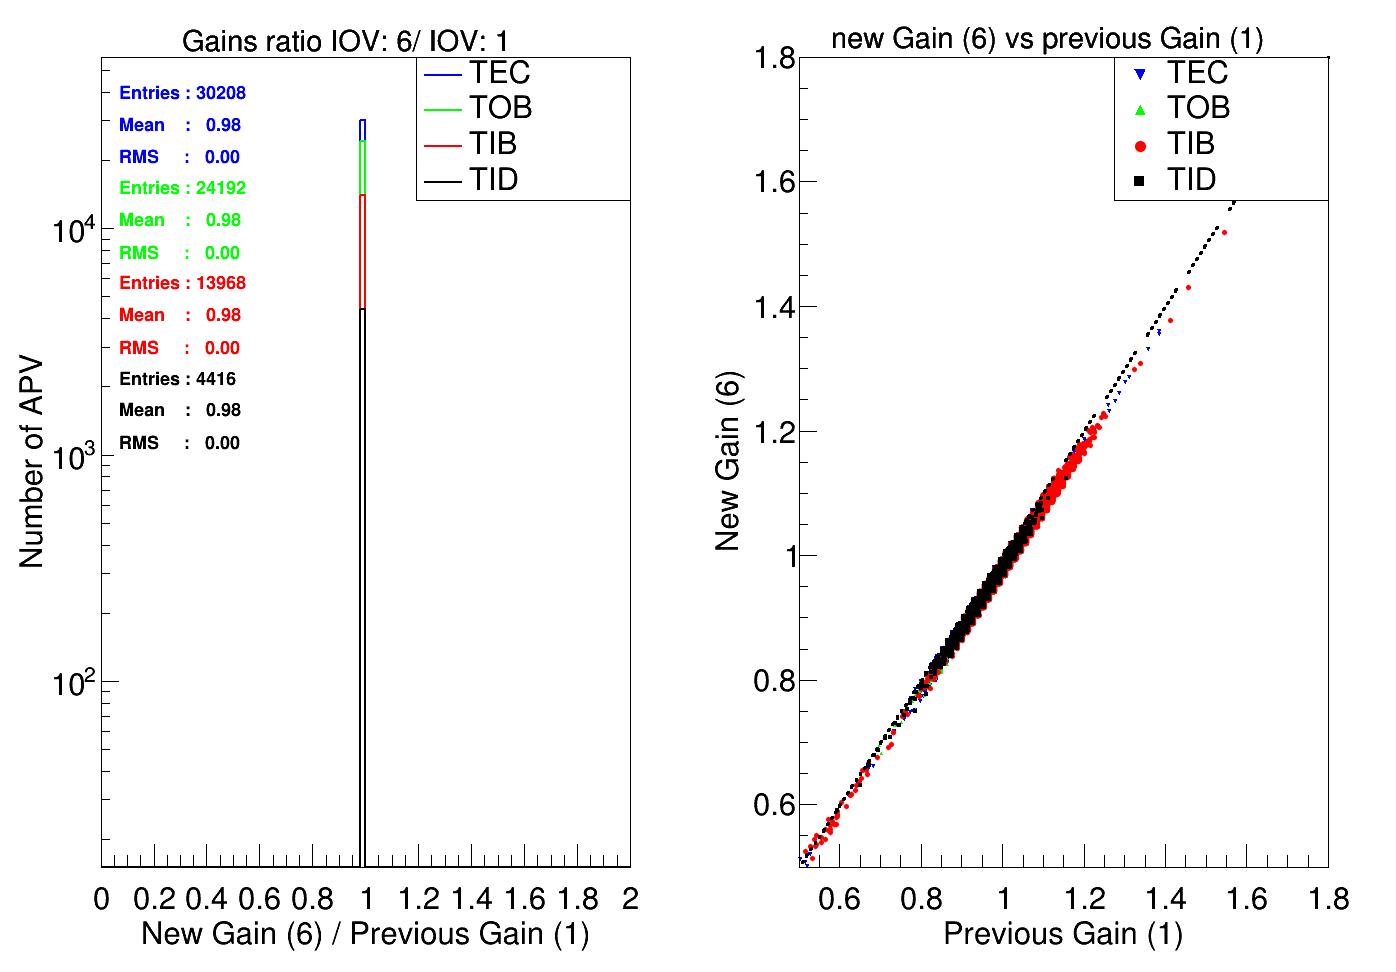 Gains ratio IOV: 6/ IOV: 1
TEC
TOB
TIB
TID
Entries : 30208
Mean : 0.98
RMS : 0.00
Entries : 24192
Mean : 0.98
RMS : 0.00
Entries : 13968
Mean : 0.98
RMS : 0.00
Entries : 4416
Mean : 0.98
RMS : 0.00
10^4
10^3
10^2
Number of APV
0 0.2 0.4 0.6 0.8 1 1.2 1.4 1.6 1.8 2
New Gain (6) / Previous Gain (1)
new Gain (6) vs previous Gain (1)
TEC
TOB
TIB
TID
1.8
1.6
1.4
1.2
1
0.8
0.6
New Gain (6)
0.6 0.8 1 1.2 1.4 1.6 1.8
Previous Gain (1)